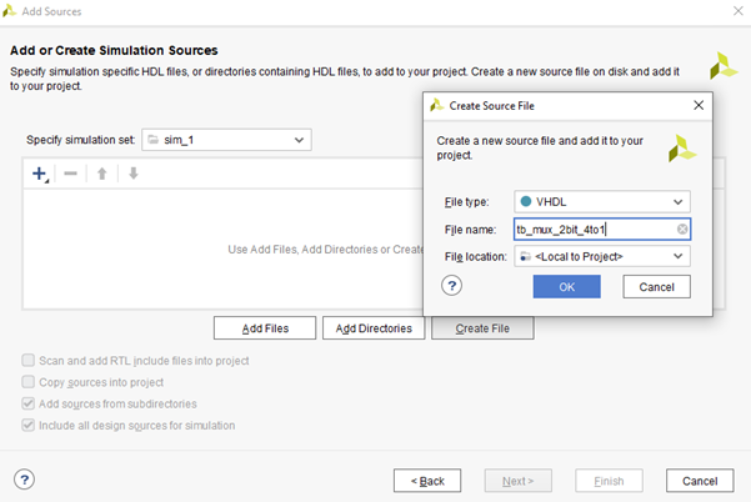 Add Sources
Add or Create Simulation Sources
Specify simulation specific HDL files, or directories containing HDL files, to add to your project. Create a new source file on disk and add it
to your project.
Specify simulation set:
sim_1
Use Add Files, Add Directories or Create
Add Files
Add Directories
Create File
Scan and add RTL include files into project
Copy sources into project
Add sources from subdirectories
Include all design sources for simulation
?
< Back
Next >
Finish
Cancel
Create Source File
Create a new source file and add it to your
project.
File type:
VHDL
File name:
tb_mux_2bit_4to1
File location:
<Local to Project>
?
OK
Cancel